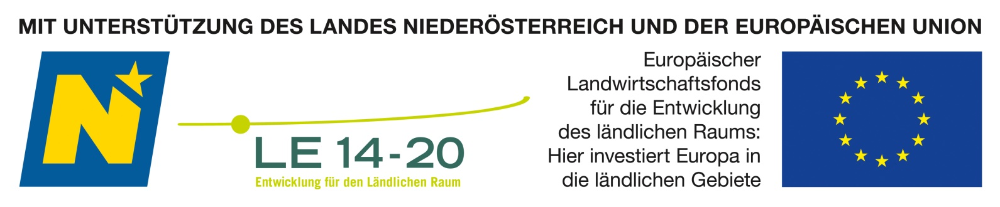 MIT UNTERSTÜTZUNG DES LANDES NIEDERÖSTERREICH UND DER EUROPÄISCHEN UNION
N
LE 14-20
Entwicklung für den Ländlichen Raum
Europäischer
Landwirtschaftsfonds
für die Entwicklung
des ländlichen Raums:
Hier investiert Europa in
die ländlichen Gebiete